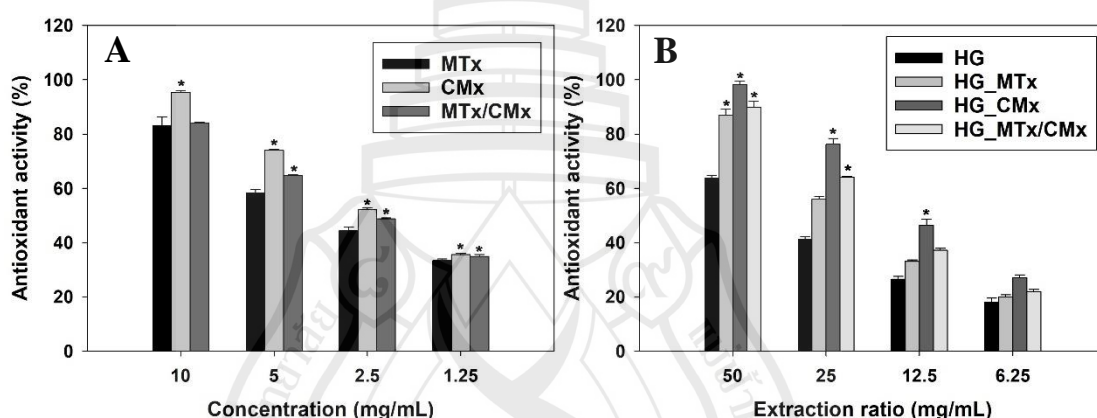 A
Antioxidant activity (%)
120
100
80
60
40
20
0
MTx
CMx
MTx/CMx
*
*
*
*
*
*
*
10 5 2.5 1.25
Concentration (mg/mL)
B
Antioxidant activity (%)
120
100
80
60
40
20
0
HG
HG_MTx
HG_CMx
HG_MTx/CMx
*
*
*
*
*
*
50 25 12.5 6.25
Extraction ratio (mg/mL)